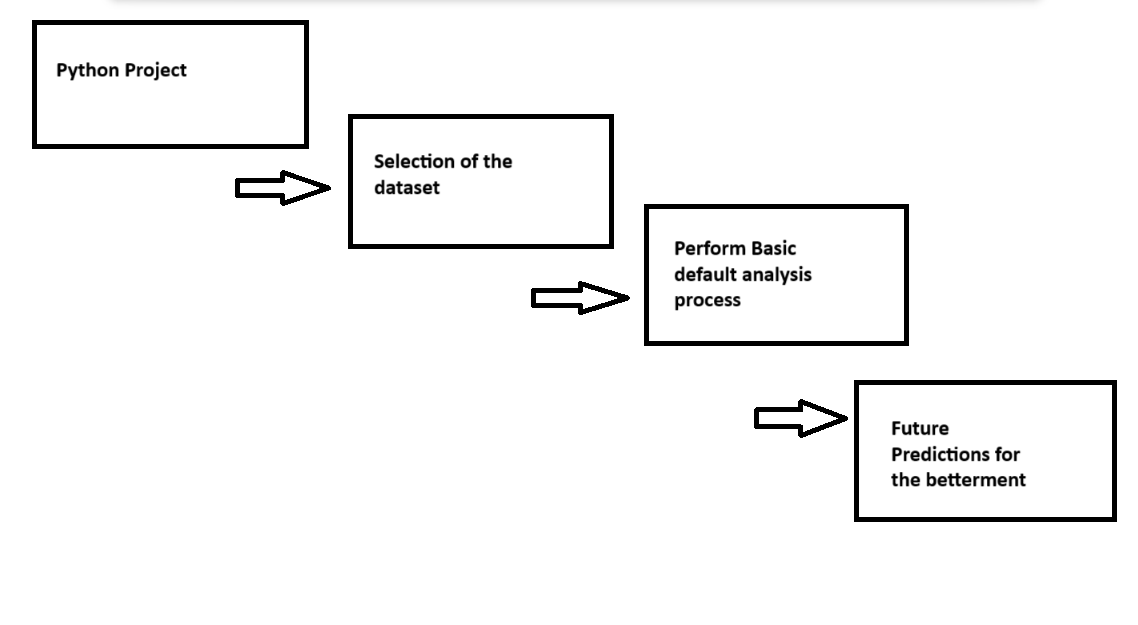 Python Project
Selection of the
dataset
Perform Basic
default analysis
process
Future
Predictions for
the betterment